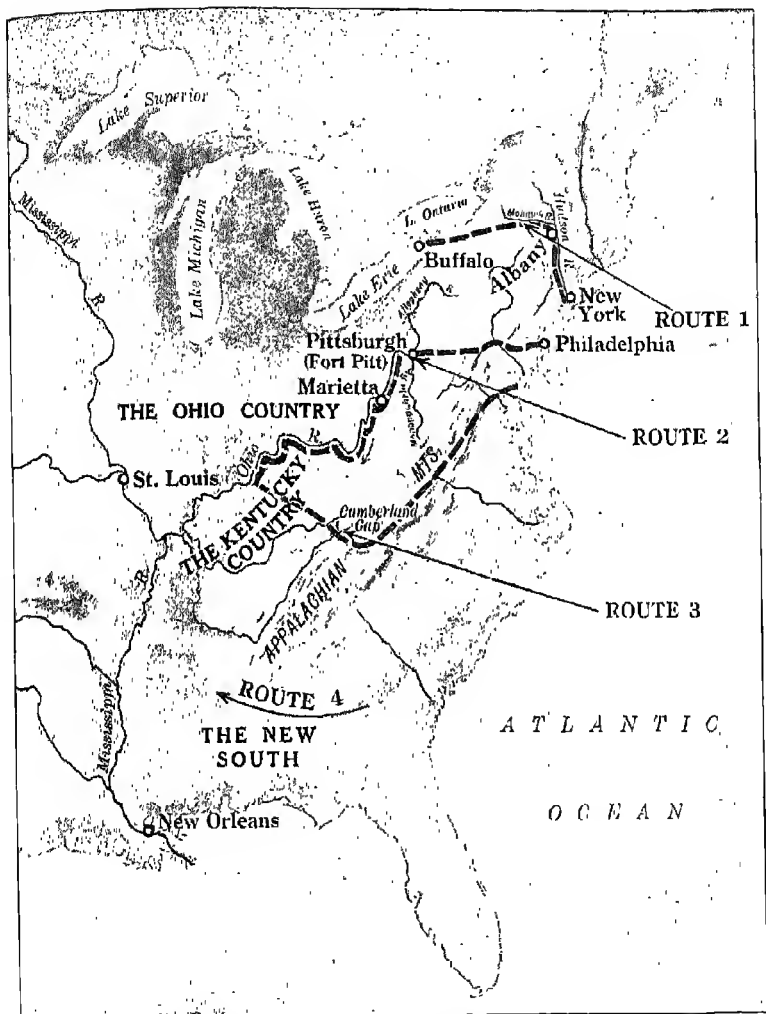 Lake Superior
Mississippi
R.
Lake Michigan
Lake Huron
L. Ontario
Mohawk R.
Hudson
R.
Lake Erie
Buffalo
Albany
New
York
ROUTE 1
Allegheny
R.
Pittsburgh
(Fort Pitt)
Philadelphia
Marietta
THE OHIO COUNTRY
ROUTE 2
Ohio
R.
MTS.
St. Louis
THE KENTUCKY
COUNTRY
Cumberland
Gap
R.
APPALACHIAN
ROUTE 3
ROUTE 4
THE NEW
SOUTH
Mississippi
ATLANTIC
OCEAN
New Orleans